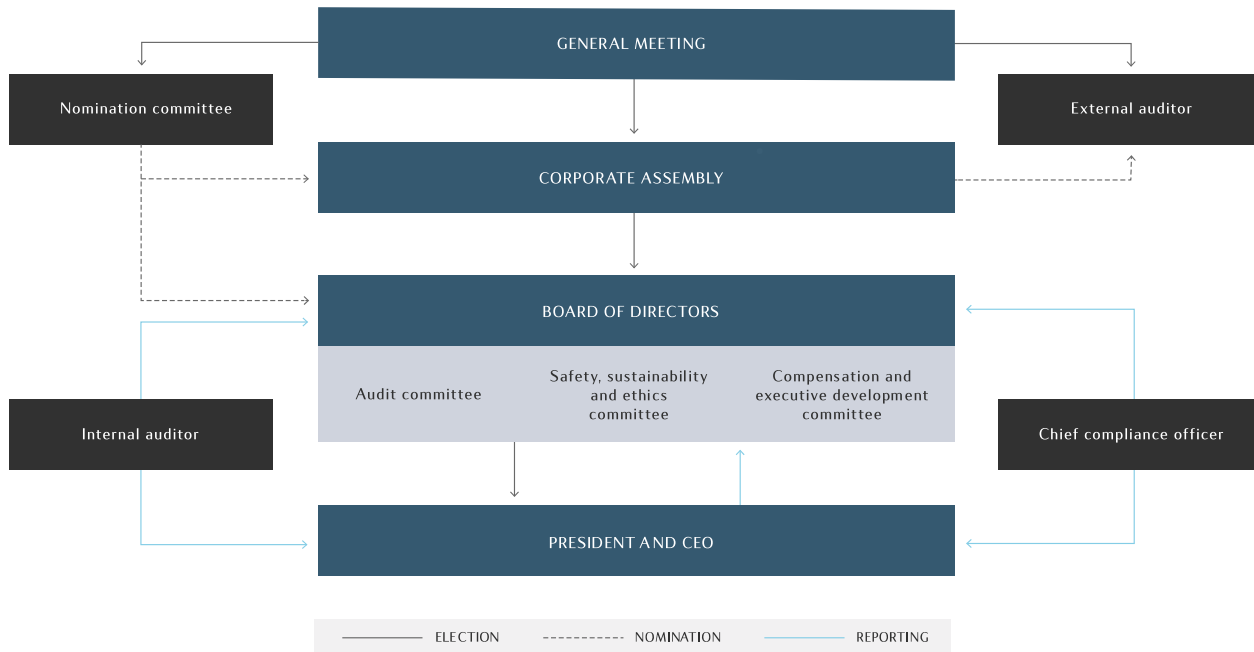 GENERAL MEETING
Nomination committee
External auditor
CORPORATE ASSEMBLY
BOARD OF DIRECTORS
Audit committee
Safety, sustainability
and ethics
committee
Compensation and
executive development
committee
Internal auditor
Chief compliance officer
PRESIDENT AND CEO
ELECTION
NOMINATION
REPORTING